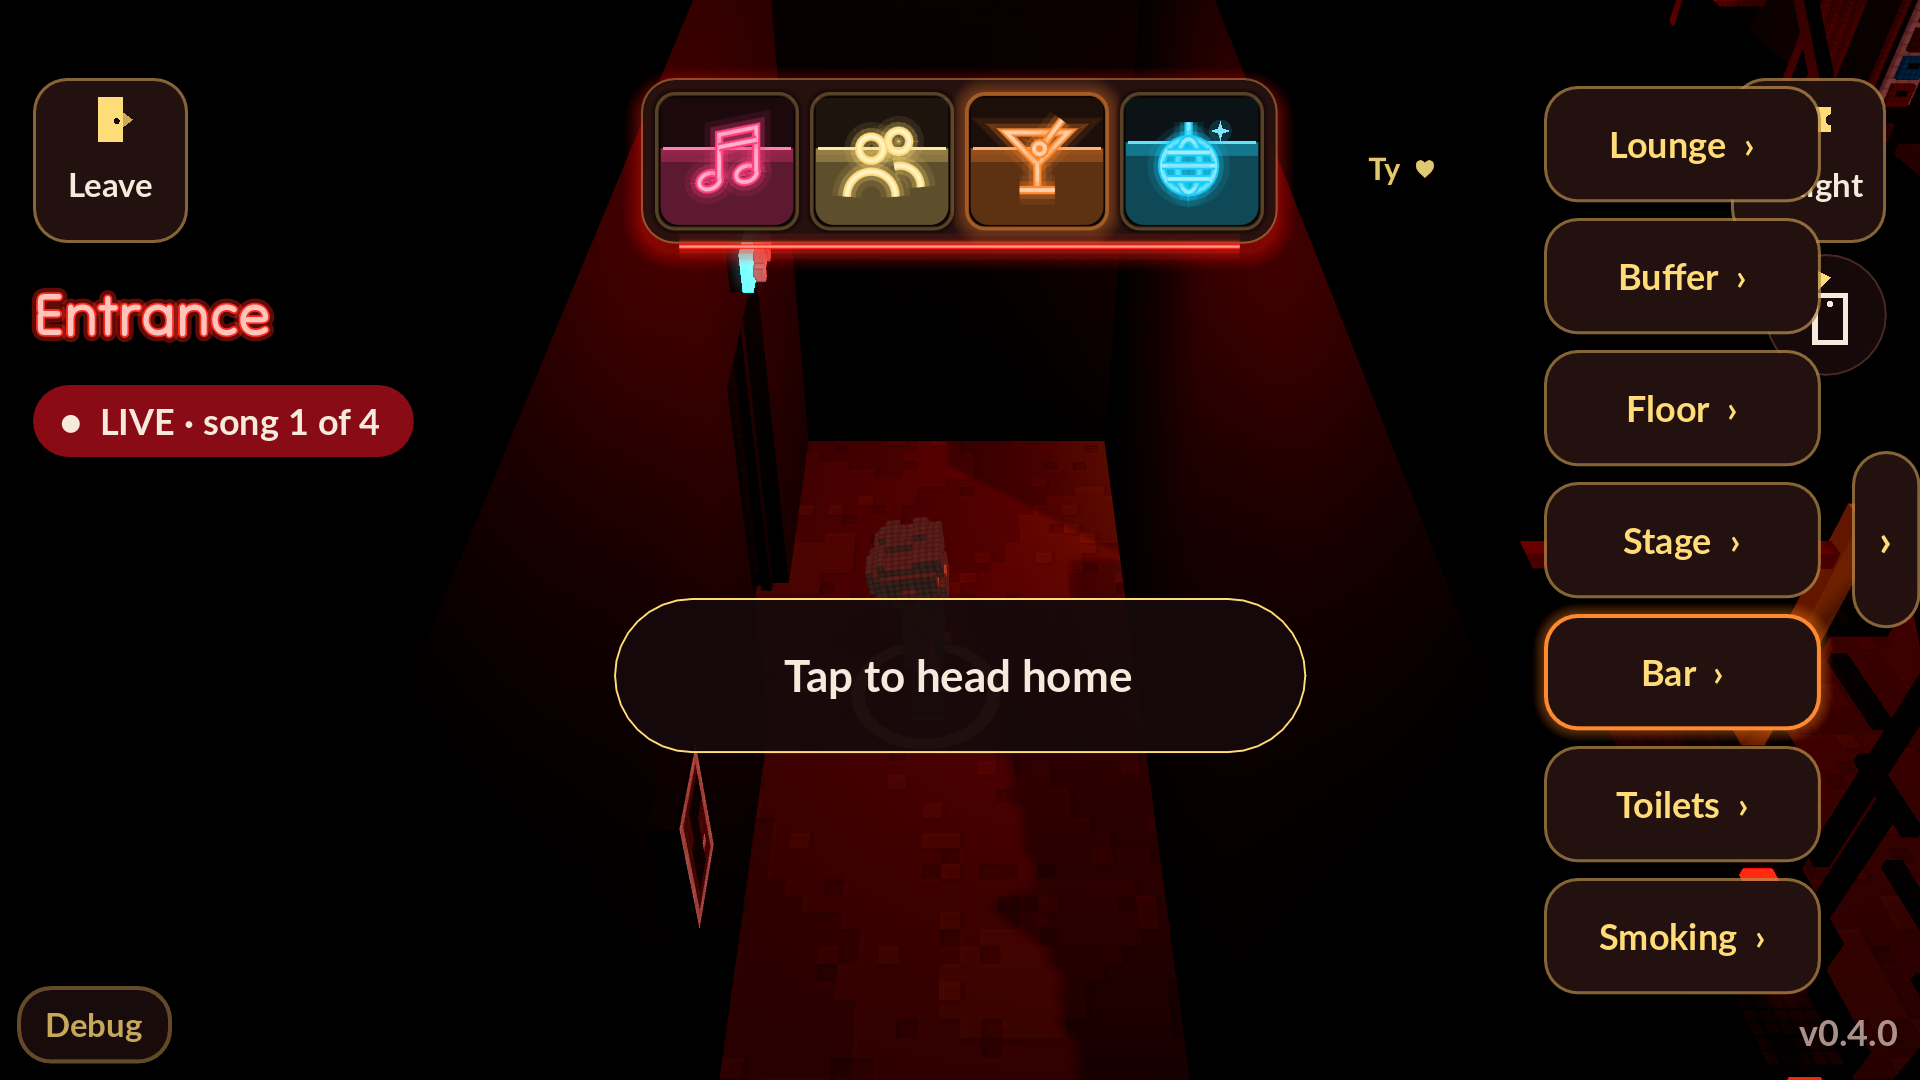 Leave
Ty ♥
Lounge ›
ght
Buffer ›
Entrance
Floor ›
● LIVE · song 1 of 4
Stage ›
›
Tap to head home
Bar ›
Toilets ›
Smoking ›
Debug
v0.4.0